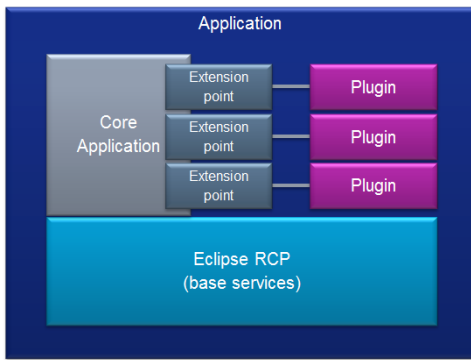 Application
Core
Application
Extension
point
Plugin
Extension
point
Plugin
Extension
point
Plugin
Eclipse RCP
(base services)